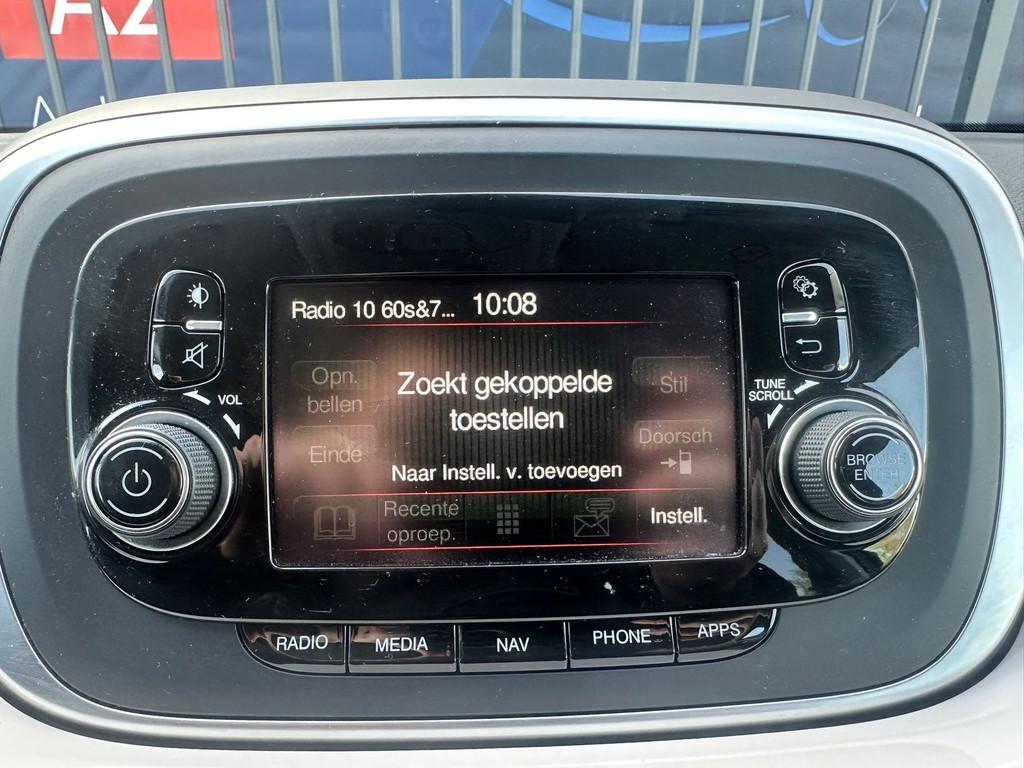 AZ
Radio 10 60s&7... 10:08
VOL
TUNE
SCROLL
Opn.
bellen
Zoekt gekoppelde
toestellen
Stil
Einde
Doorsch
Naar Instell. v. toevoegen
Recente
oproep.
Instell.
BROWSE
ENTER
RADIO
MEDIA
NAV
PHONE
APPS